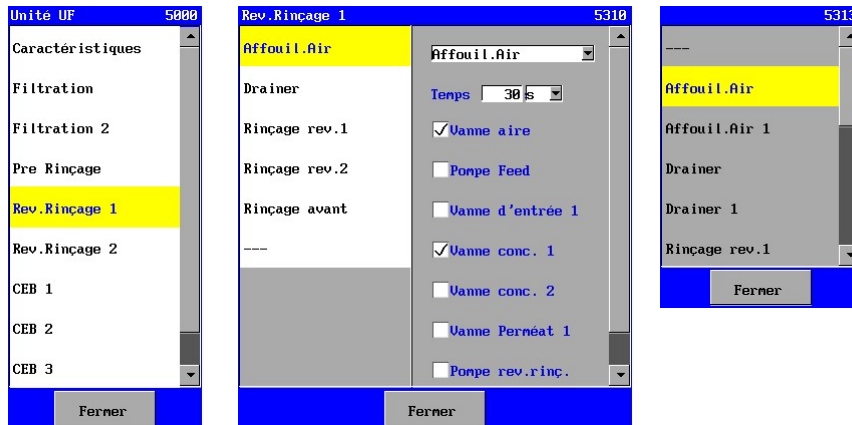 Unité UF 5000
Caractéristiques
Filtration
Filtration 2
Pre Rinçage
Rev.Rinçage 1
Rev.Rinçage 2
CEB 1
CEB 2
CEB 3
Fermer
Rev.Rinçage 1 5310
Affouil.Air
Drainer
Rinçage rev.1
Rinçage rev.2
Rinçage avant
---
Affouil.Air
Temps 30 s
Vanne aire
Pompe Feed
Vanne d'entrée 1
Vanne conc. 1
Vanne conc. 2
Vanne Perméat 1
Pompe rev.rinç.
Fermer
5313
---
Affouil.Air
Affouil.Air 1
Drainer
Drainer 1
Rinçage rev.1
Fermer